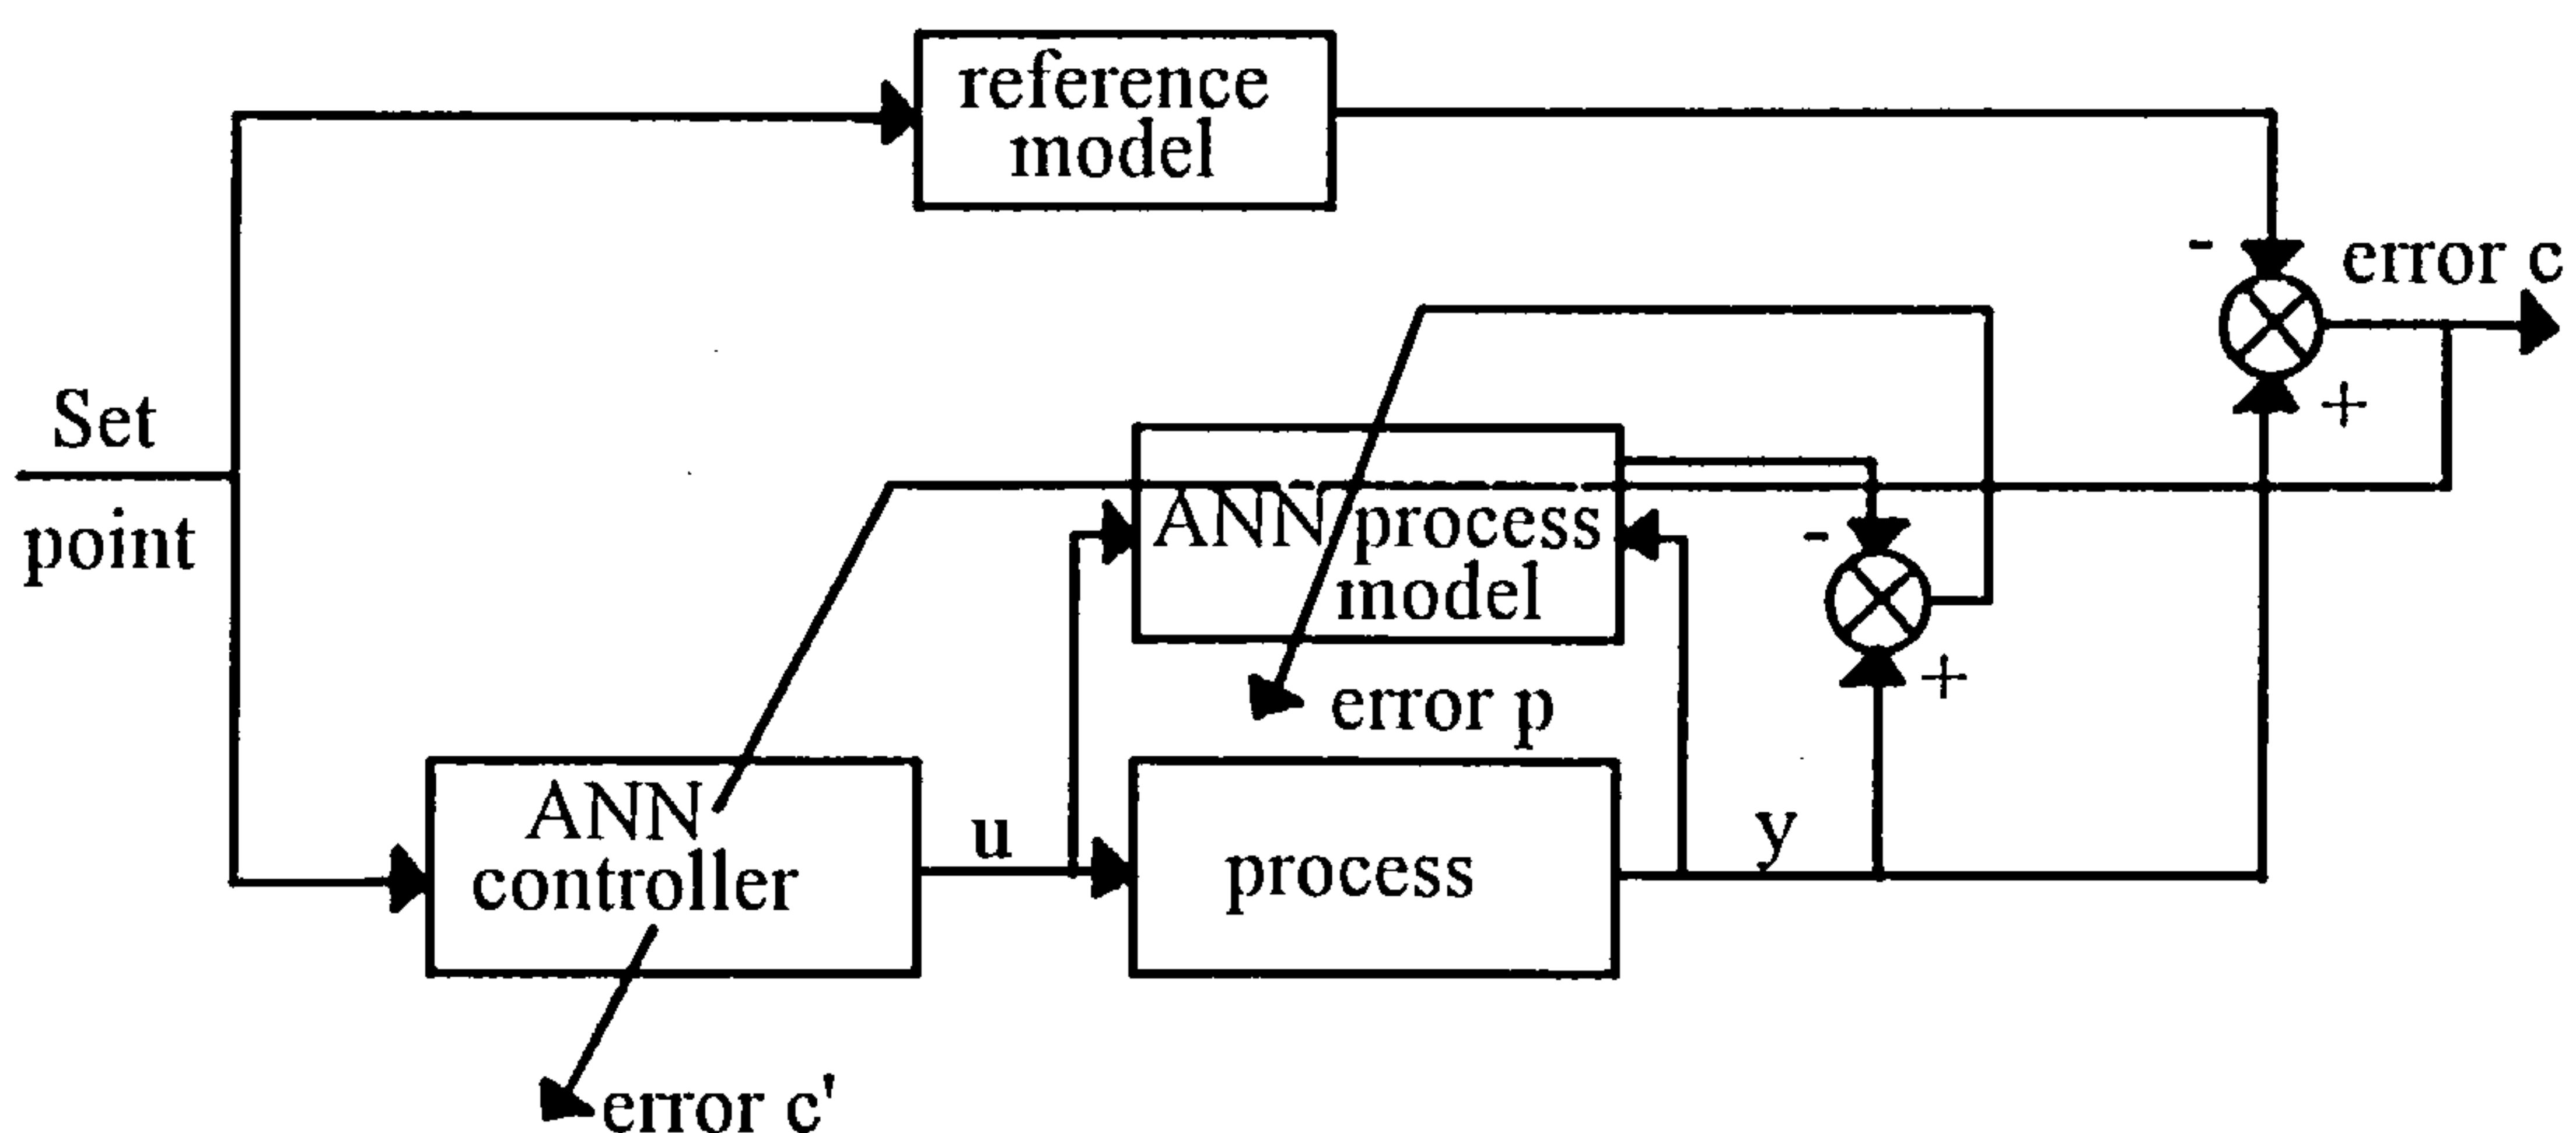 reference
model
-
error c
+
Set
point
ANN process
model
-
+
error p
ANN
controller
u
process
y
error c'